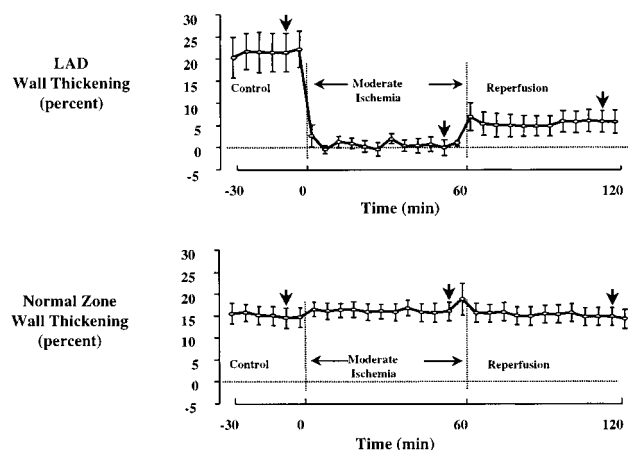 30
25
20
15
10
5
0
-5
LAD
Wall Thickening
(percent)
Control
Moderate
Ischemia
Reperfusion
-30
0
60
120
Time (min)
30
25
20
15
10
5
0
-5
Normal Zone
Wall Thickening
(percent)
Control
Moderate
Ischemia
Reperfusion
-30
0
60
120
Time (min)